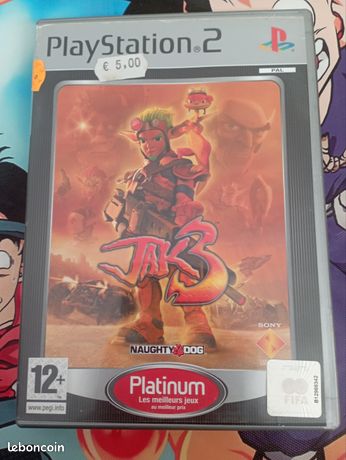 PlayStation®2
€ 5,00
PAL
JAK 3
SONY
NAUGHTY DOG
12+
www.pegi.info
Platinum
Les meilleurs jeux
au meilleur prix
FIFA
leboncoin